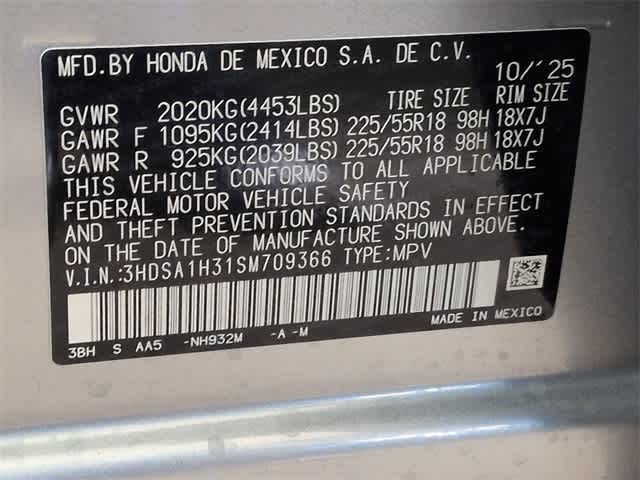 MFD.BY HONDA DE MEXICO S.A. DE C.V. 10/'25
GVWR 2020KG(4453LBS) TIRE SIZE RIM SIZE
GAWR F 1095KG(2414LBS) 225/55R18 98H 18X7J
GAWR R 925KG(2039LBS) 225/55R18 98H 18X7J
THIS VEHICLE CONFORMS TO ALL APPLICABLE
FEDERAL MOTOR VEHICLE SAFETY
AND THEFT PREVENTION STANDARDS IN EFFECT
ON THE DATE OF MANUFACTURE SHOWN ABOVE.
V.I.N.:3HDSA1H31SM709366 TYPE:MPV
MADE IN MEXICO
3BH S AA5 -NH932M -A -M